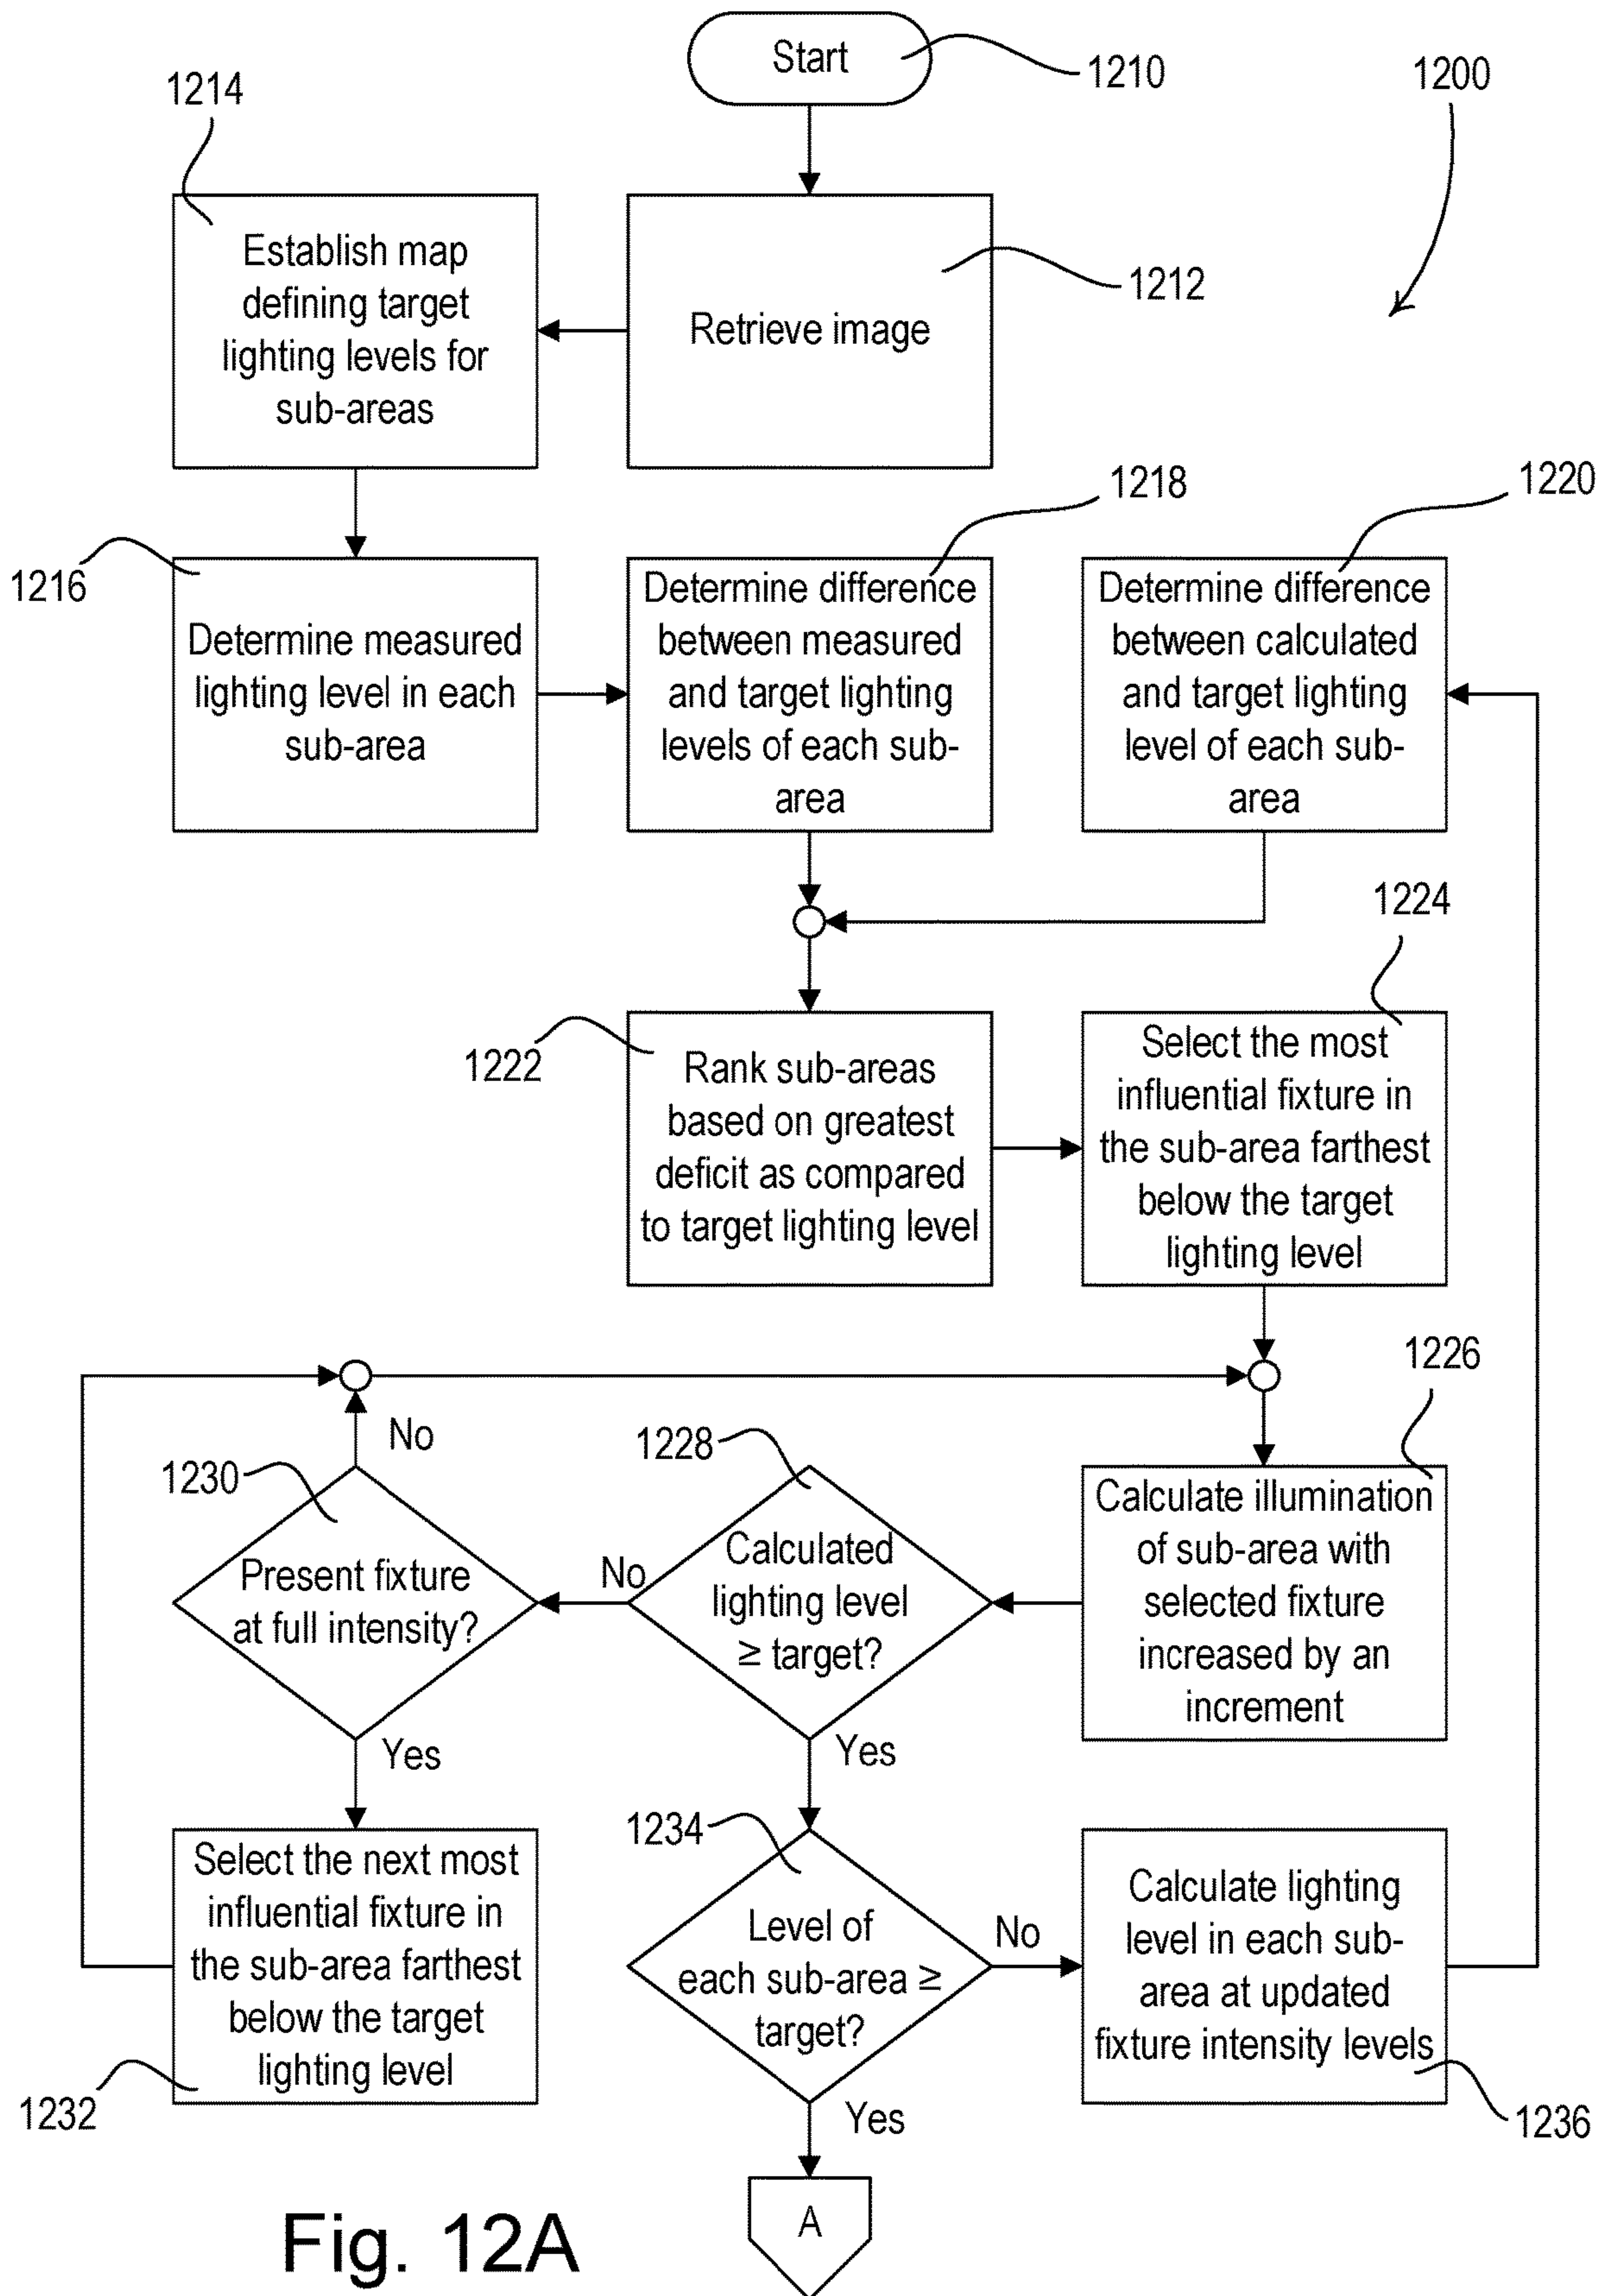 Start
1210
1200
1214
Establish map
defining target
lighting levels for
sub-areas
Retrieve image
1212
1216
Determine measured
lighting level in each
sub-area
1218
Determine difference
between measured
and target lighting
levels of each sub-
area
1220
Determine difference
between calculated
and target lighting
level of each sub-
area
1222
Rank sub-areas
based on greatest
deficit as compared
to target lighting level
1224
Select the most
influential fixture in
the sub-area farthest
below the target
lighting level
1226
Calculate illumination
of sub-area with
selected fixture
increased by an
increment
1228
Calculated
lighting level
≥ target?
No
Yes
1230
Present fixture
at full intensity?
No
Yes
1232
Select the next most
influential fixture in
the sub-area farthest
below the target
lighting level
1234
Level of
each sub-area ≥
target?
No
Yes
Calculate lighting
level in each sub-
area at updated
fixture intensity levels
1236
A
Fig. 12A